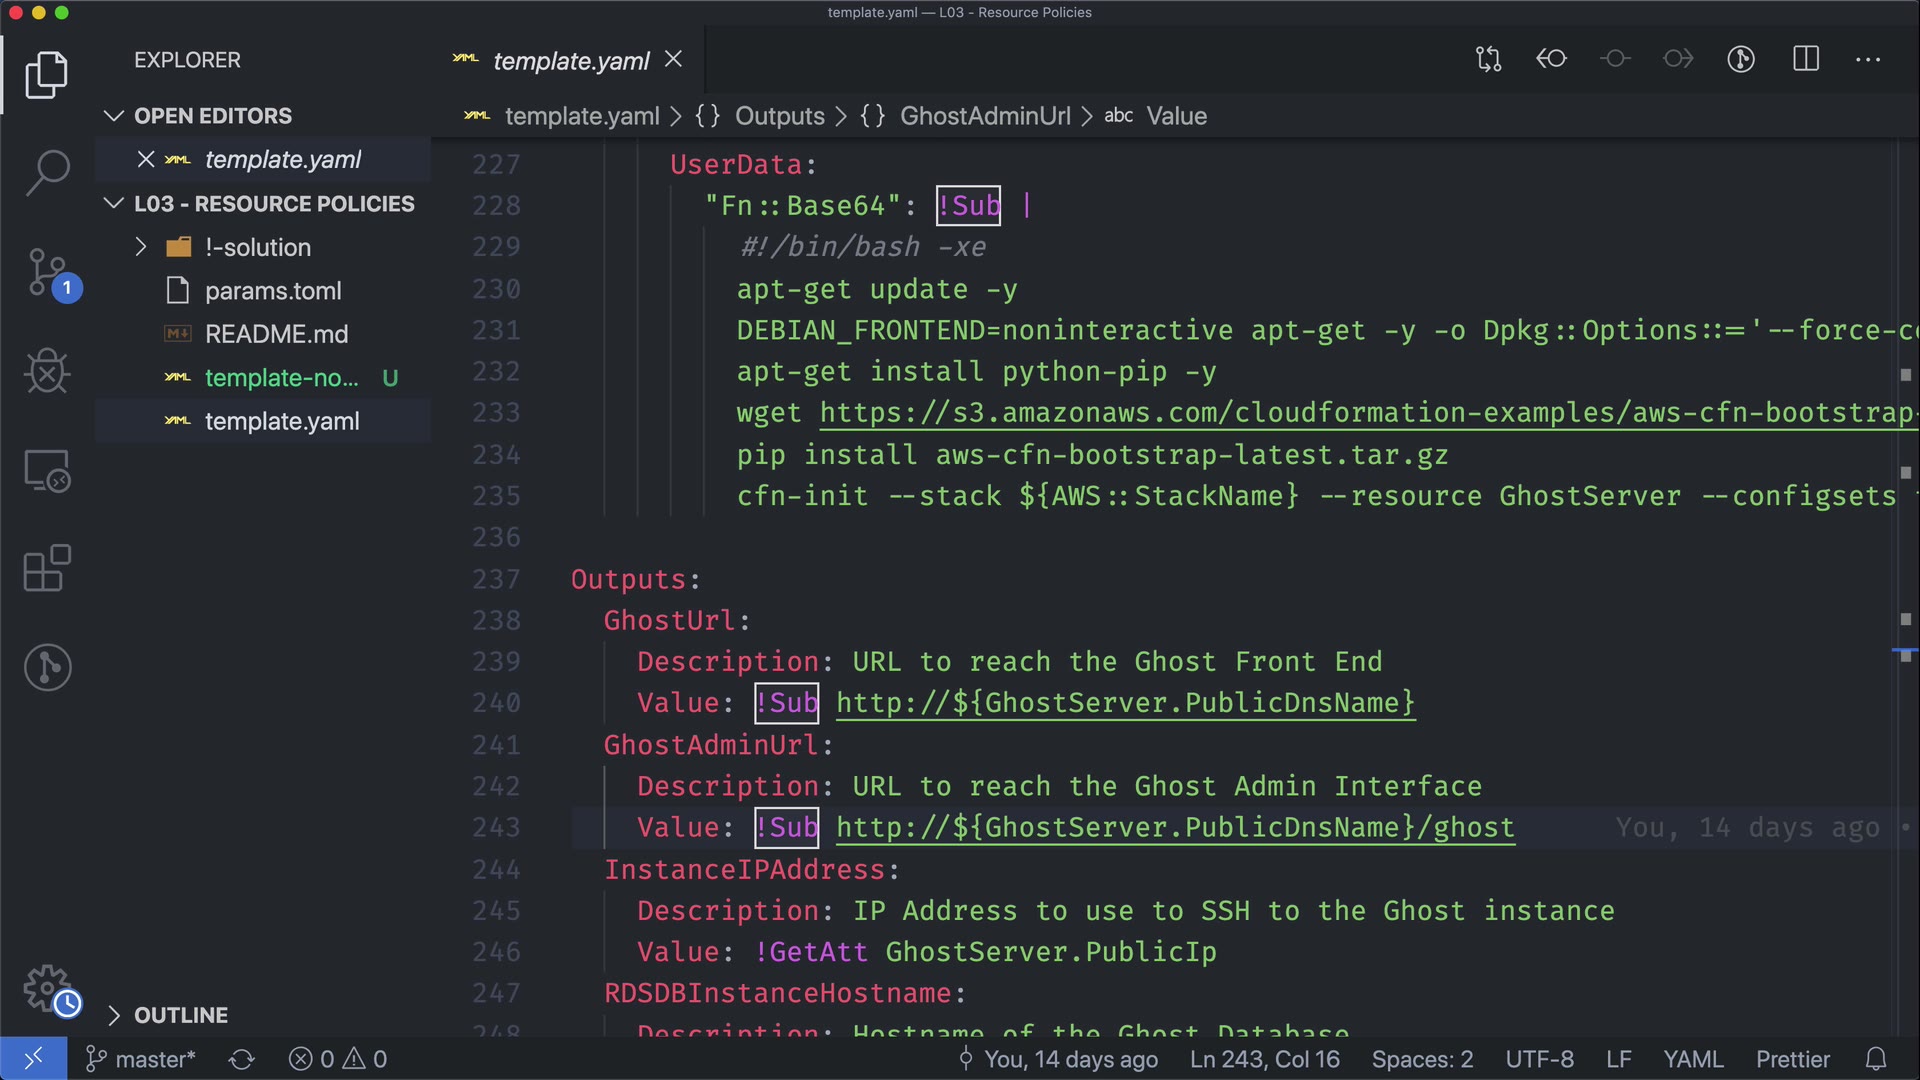 template.yaml — L03 - Resource Policies
EXPLORER
OPEN EDITORS
template.yaml
L03 - RESOURCE POLICIES
!-solution
params.toml
README.md
template-no... U
template.yaml
OUTLINE
1
template.yaml
template.yaml > {} Outputs > {} GhostAdminUrl > abc Value
227 UserData:
228 "Fn::Base64": !Sub |
229 #!/bin/bash -xe
230 apt-get update -y
231 DEBIAN_FRONTEND=noninteractive apt-get -y -o Dpkg::Options::='--force-co
232 apt-get install python-pip -y
233 wget https://s3.amazonaws.com/cloudformation-examples/aws-cfn-bootstrap-
234 pip install aws-cfn-bootstrap-latest.tar.gz
235 cfn-init --stack ${AWS::StackName} --resource GhostServer --configsets
236
237 Outputs:
238 GhostUrl:
239 Description: URL to reach the Ghost Front End
240 Value: !Sub http://${GhostServer.PublicDnsName}
241 GhostAdminUrl:
242 Description: URL to reach the Ghost Admin Interface
243 Value: !Sub http://${GhostServer.PublicDnsName}/ghost You, 14 days ago •
244 InstanceIPAddress:
245 Description: IP Address to use to SSH to the Ghost instance
246 Value: !GetAtt GhostServer.PublicIp
247 RDSDBInstanceHostname:
248 Description: Hostname of the Ghost Database
master* 0 0 You, 14 days ago Ln 243, Col 16 Spaces: 2 UTF-8 LF YAML Prettier